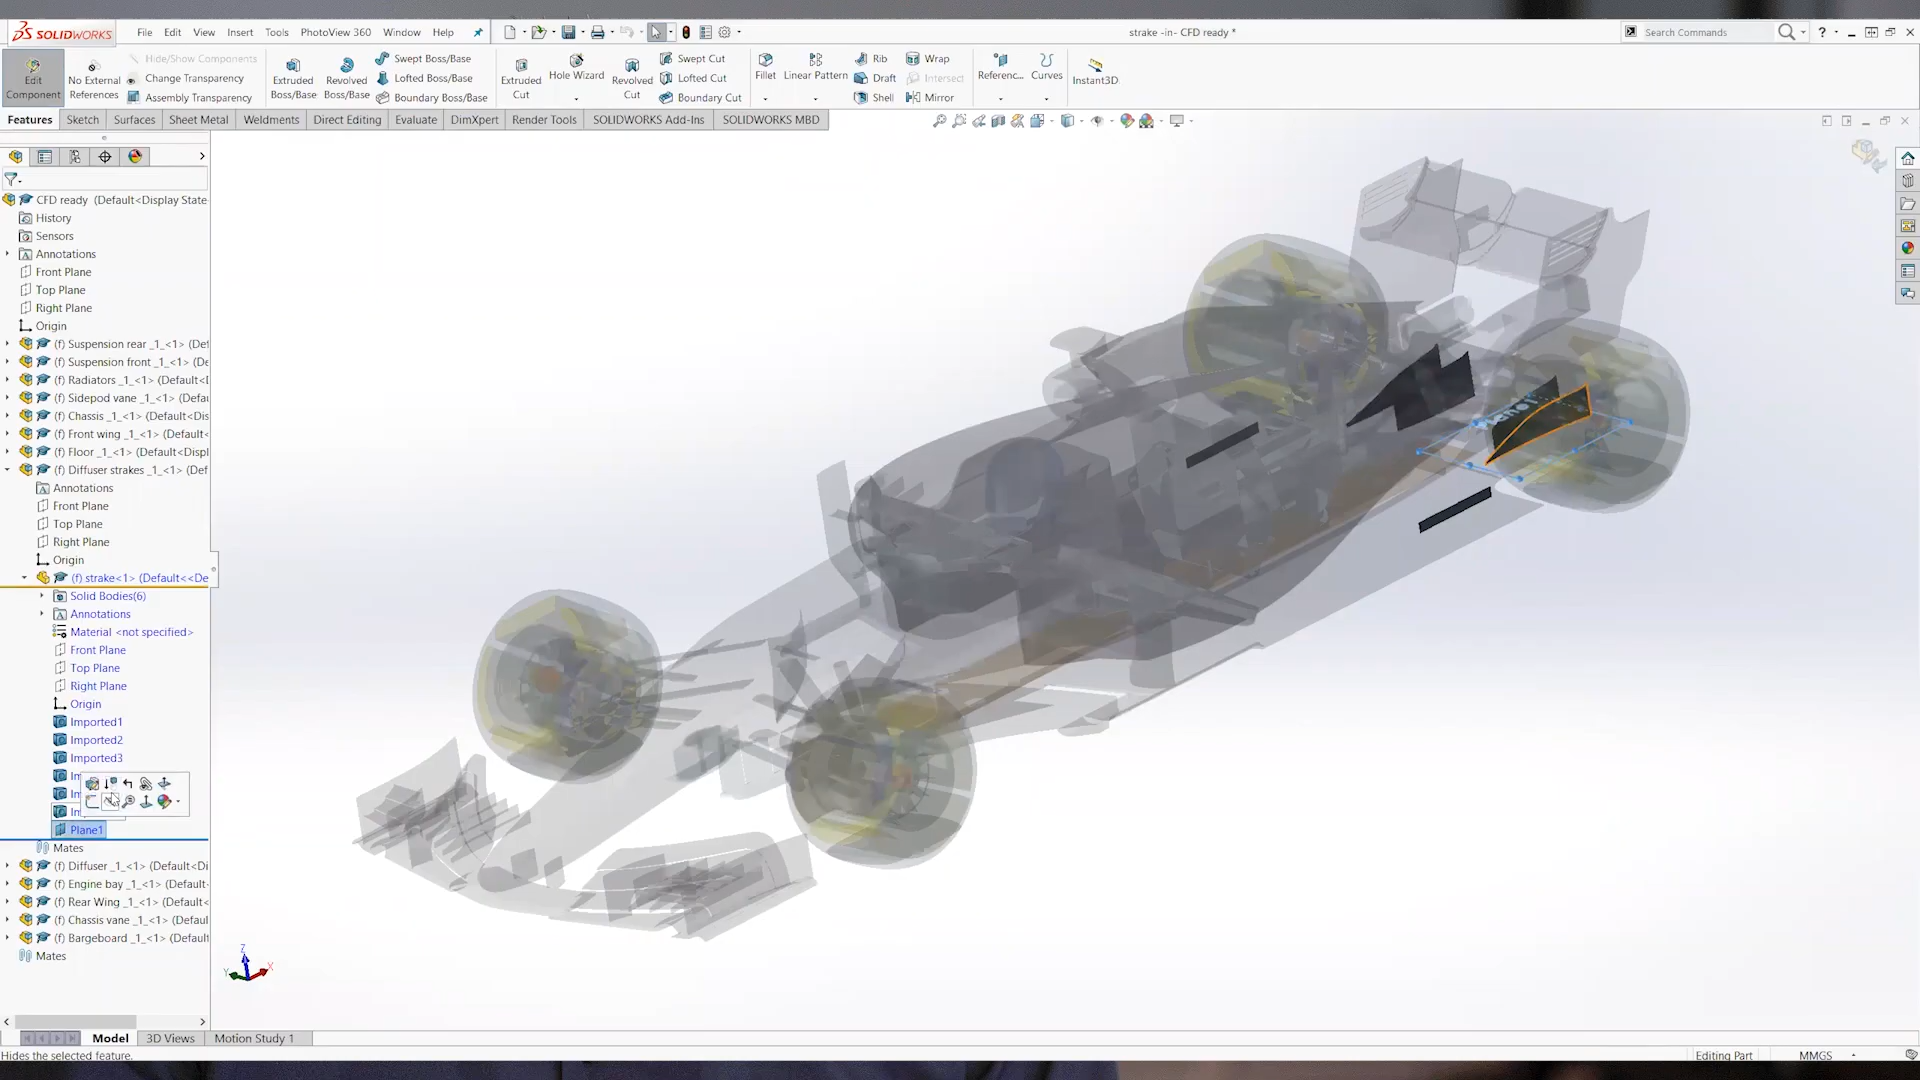 SOLIDWORKS
File Edit View Insert Tools PhotoView 360 Window Help
strake -in- CFD ready *
Search Commands
Edit Component
No External References
Hide/Show Components
Change Transparency
Assembly Transparency
Extruded Boss/Base
Revolved Boss/Base
Swept Boss/Base
Lofted Boss/Base
Boundary Boss/Base
Extruded Cut
Hole Wizard
Revolved Cut
Swept Cut
Lofted Cut
Boundary Cut
Fillet
Linear Pattern
Rib
Draft
Shell
Wrap
Intersect
Mirror
Referenc...
Curves
Instant3D
Features Sketch Surfaces Sheet Metal Weldments Direct Editing Evaluate DimXpert Render Tools SOLIDWORKS Add-Ins SOLIDWORKS MBD
CFD ready (Default<Display State
History
Sensors
Annotations
Front Plane
Top Plane
Right Plane
Origin
(f) Suspension rear _1_<1> (Def
(f) Suspension front _1_<1> (De
(f) Radiators _1_<1> (Default<D
(f) Sidepod vane _1_<1> (Defau
(f) Chassis _1_<1> (Default<Dis
(f) Front wing _1_<1> (Default<
(f) Floor _1_<1> (Default<Displ
(f) Diffuser strakes _1_<1> (Def
Annotations
Front Plane
Top Plane
Right Plane
Origin
(f) strake<1> (Default<<De
Solid Bodies(6)
Annotations
Material <not specified>
Front Plane
Top Plane
Right Plane
Origin
Imported1
Imported2
Imported3
Im
Im
Im
Plane1
Mates
(f) Diffuser _1_<1> (Default<Di
(f) Engine bay _1_<1> (Default<
(f) Rear Wing _1_<1> (Default<
(f) Chassis vane _1_<1> (Defaul
(f) Bargeboard _1_<1> (Default
Mates
Z
Y
X
Model 3D Views Motion Study 1
Hides the selected feature.
Editing Part MMGS